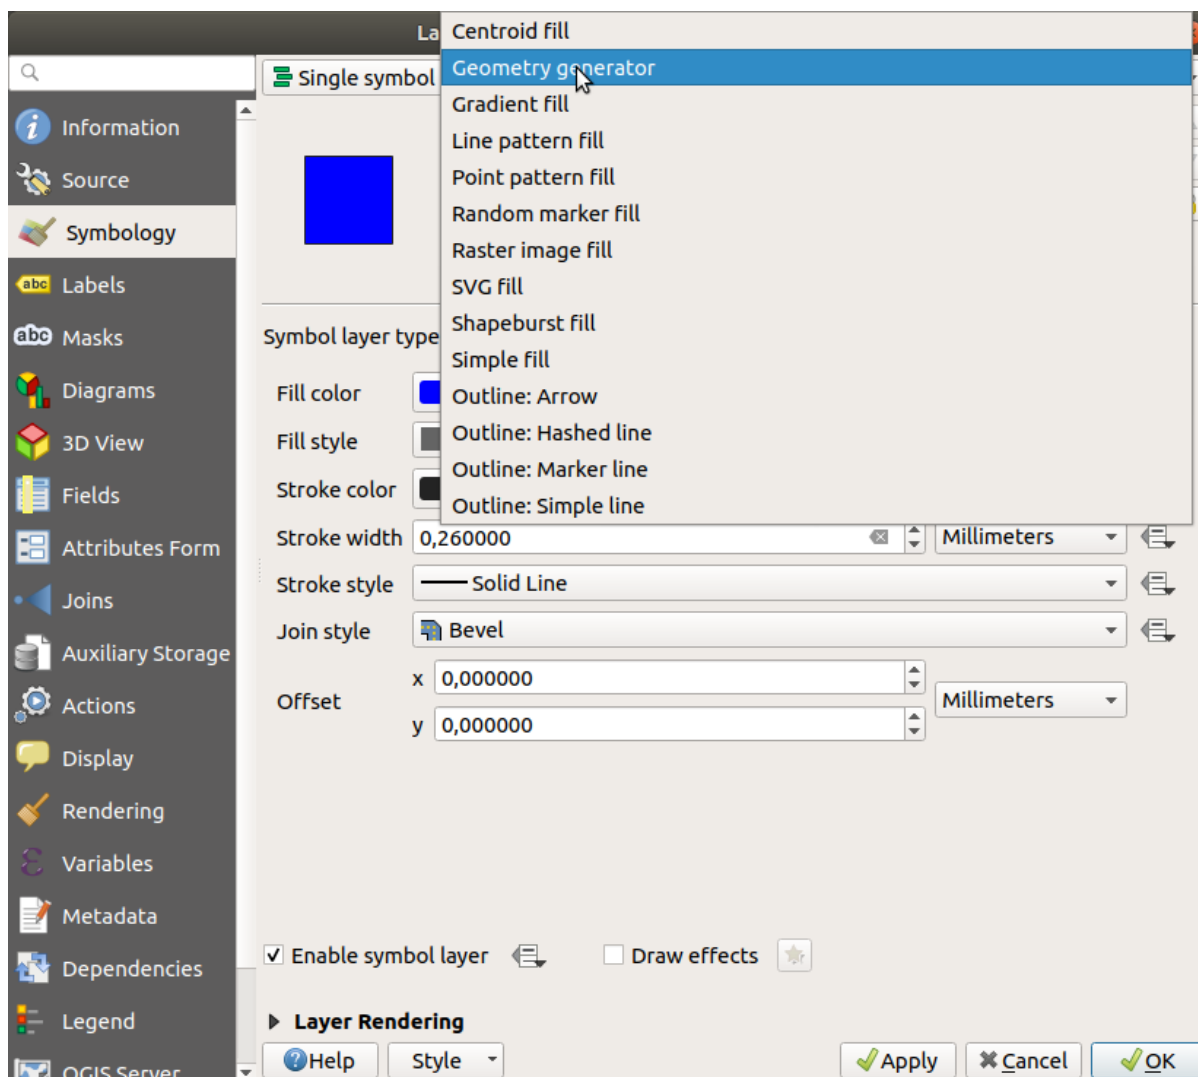 La
Centroid fill
Geometry generator
Single symbol
Gradient fill
Line pattern fill
Point pattern fill
Random marker fill
Raster image fill
SVG fill
Shapeburst fill
Simple fill
Outline: Arrow
Outline: Hashed line
Outline: Marker line
Outline: Simple line
Information
Source
Symbology
abc Labels
abc Masks
Diagrams
3D View
Fields
Attributes Form
Joins
Auxiliary Storage
Actions
Display
Rendering
Variables
Metadata
Dependencies
Legend
QGIS Server
Symbol layer type
Fill color
Fill style
Stroke color
Stroke width 0,260000 Millimeters
Stroke style Solid Line
Join style Bevel
Offset x 0,000000 Millimeters
y 0,000000
Enable symbol layer Draw effects
Layer Rendering
Help Style Apply Cancel OK